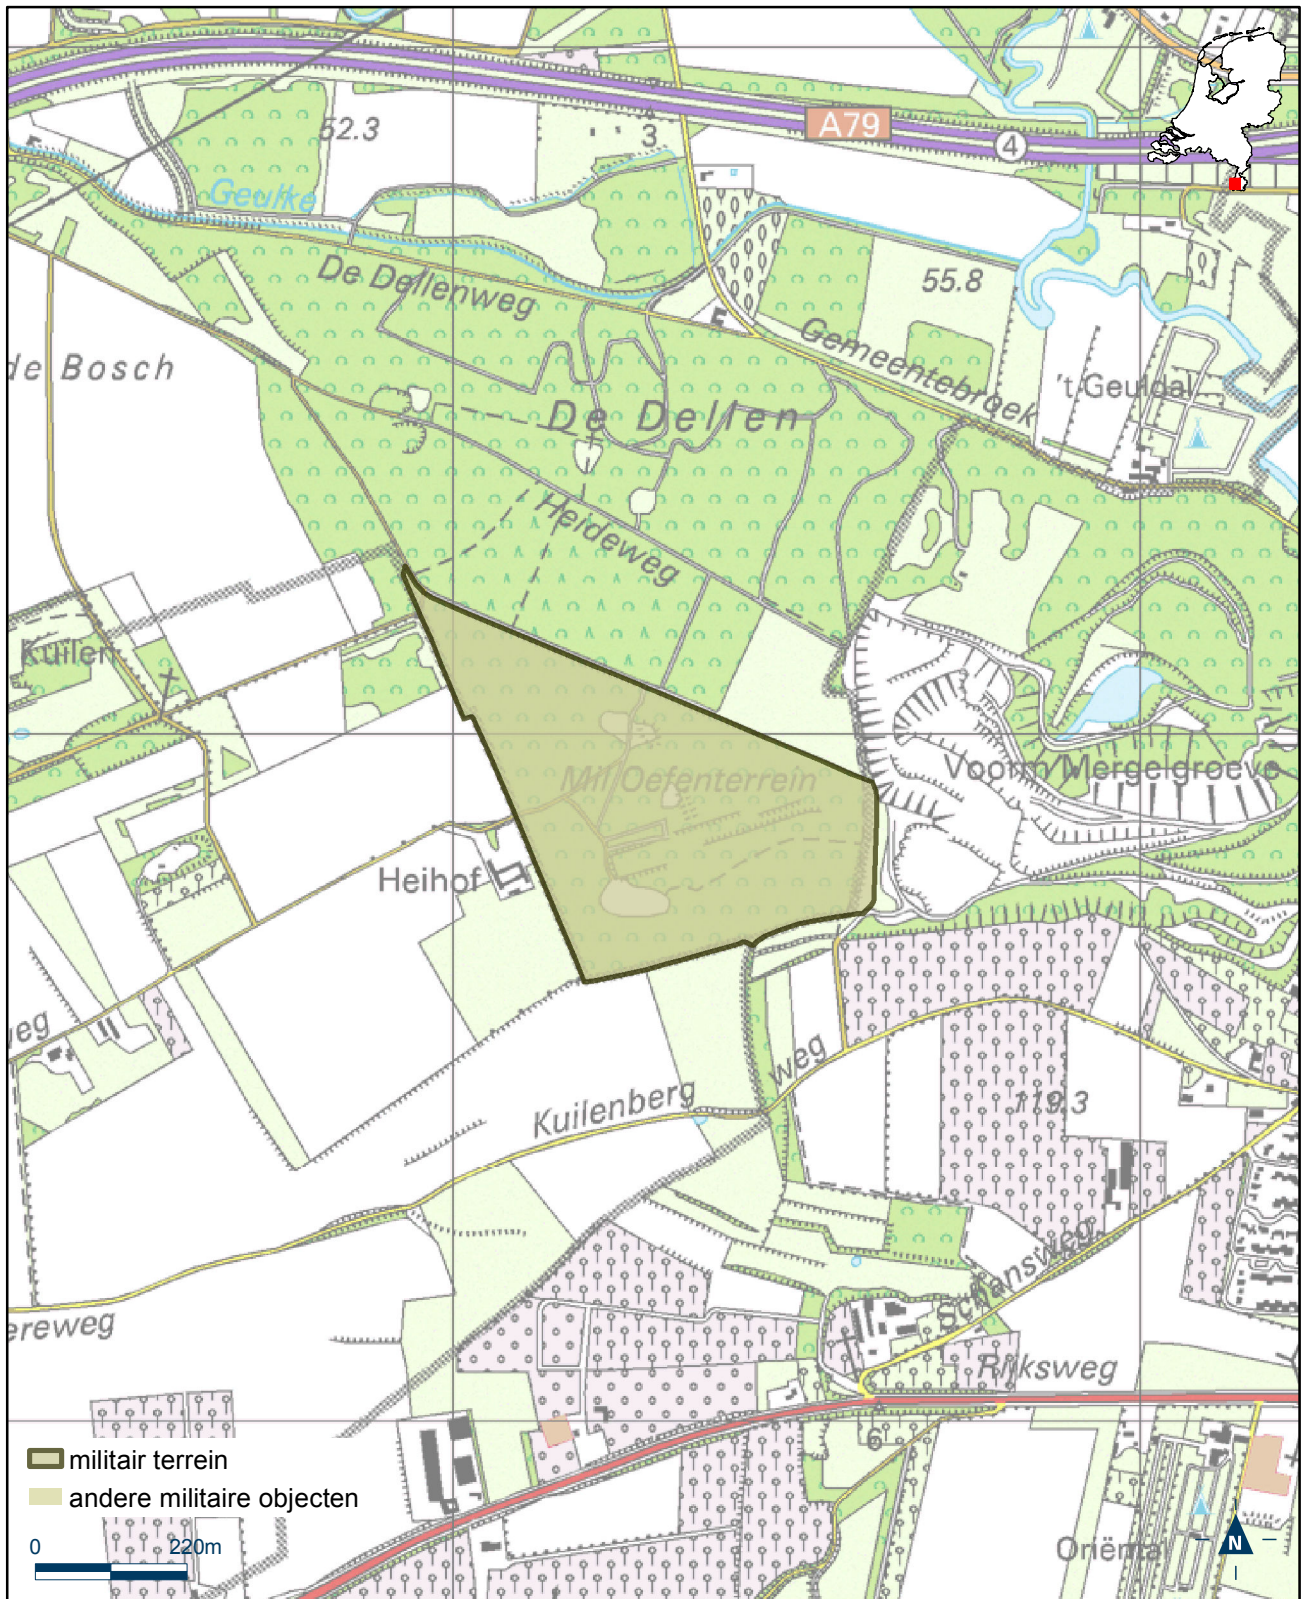 A79
4
52.3
3
Geulke
De Dellenweg
55.8
Gemeentebroek
de Bosch
't Geuldal
De Dellen
Heideweg
Kuilen
Voorm Mergelgroeve
Mil Oefenterrein
Heihof
weg
weg
Kuilenberg
119.3
Schansweg
ereweg
Rijksweg
6
militair terrein
andere militaire objecten
0 220m
Oriëntal
N